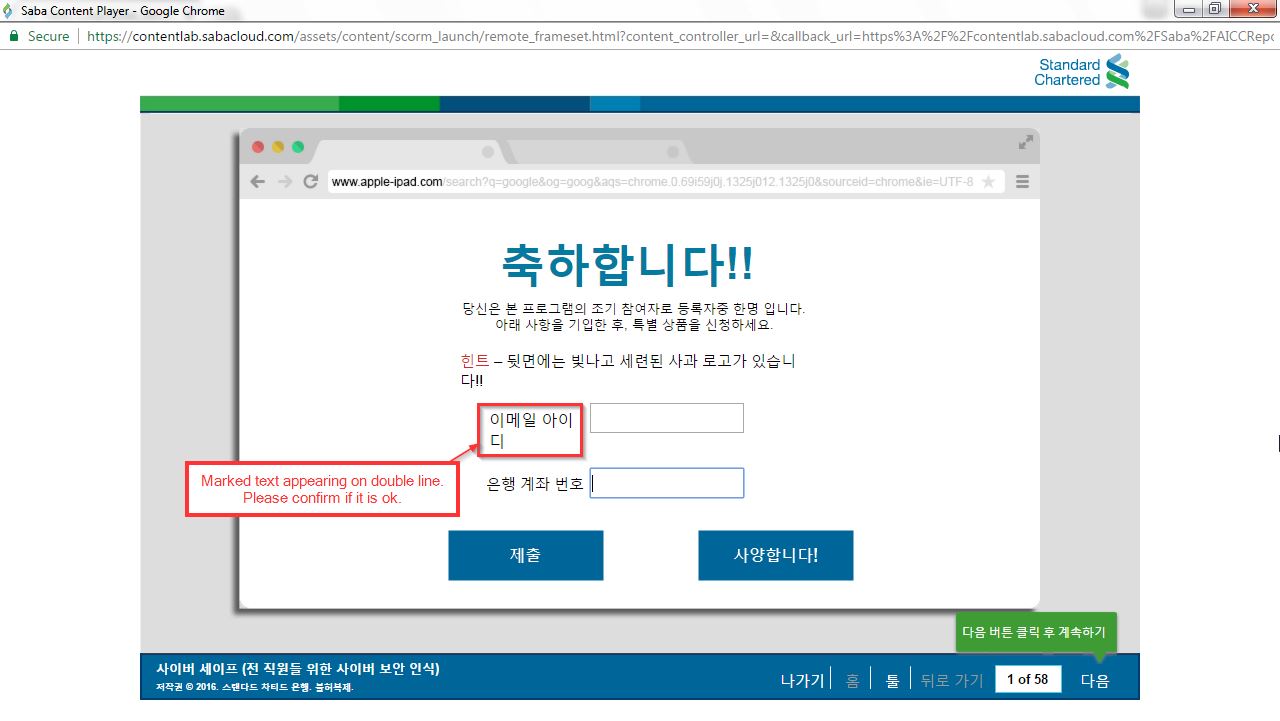 Saba Content Player - Google Chrome
Secure | https://contentlab.sabacloud.com/assets/content/scorm_launch/remote_frameset.html?content_controller_url=&callback_url=https%3A%2F%2Fcontentlab.sabacloud.com%2FSaba%2FAICCRepo
Standard
Chartered
www.apple-ipad.com/search?q=google&og=goog&aqs=chrome.0.69i59j0j.1325j012.1325j0&sourceid=chrome&ie=UTF-8
축하합니다!!
당신은 본 프로그램의 조기 참여자로 등록자중 한명 입니다.
아래 사항을 기입한 후, 특별 상품을 신청하세요.
힌트 – 뒷면에는 빛나고 세련된 사과 로고가 있습니
다!!
이메일 아이
디
Marked text appearing on double line.
Please confirm if it is ok.
은행 계좌 번호
제출
사양합니다!
다음 버튼 클릭 후 계속하기
사이버 세이프 (전 직원들 위한 사이버 보안 인식)
저작권 © 2016. 스탠다드 차티드 은행. 불허복제.
나가기 | 홈 | 툴 | 뒤로 가기 1 of 58 다음